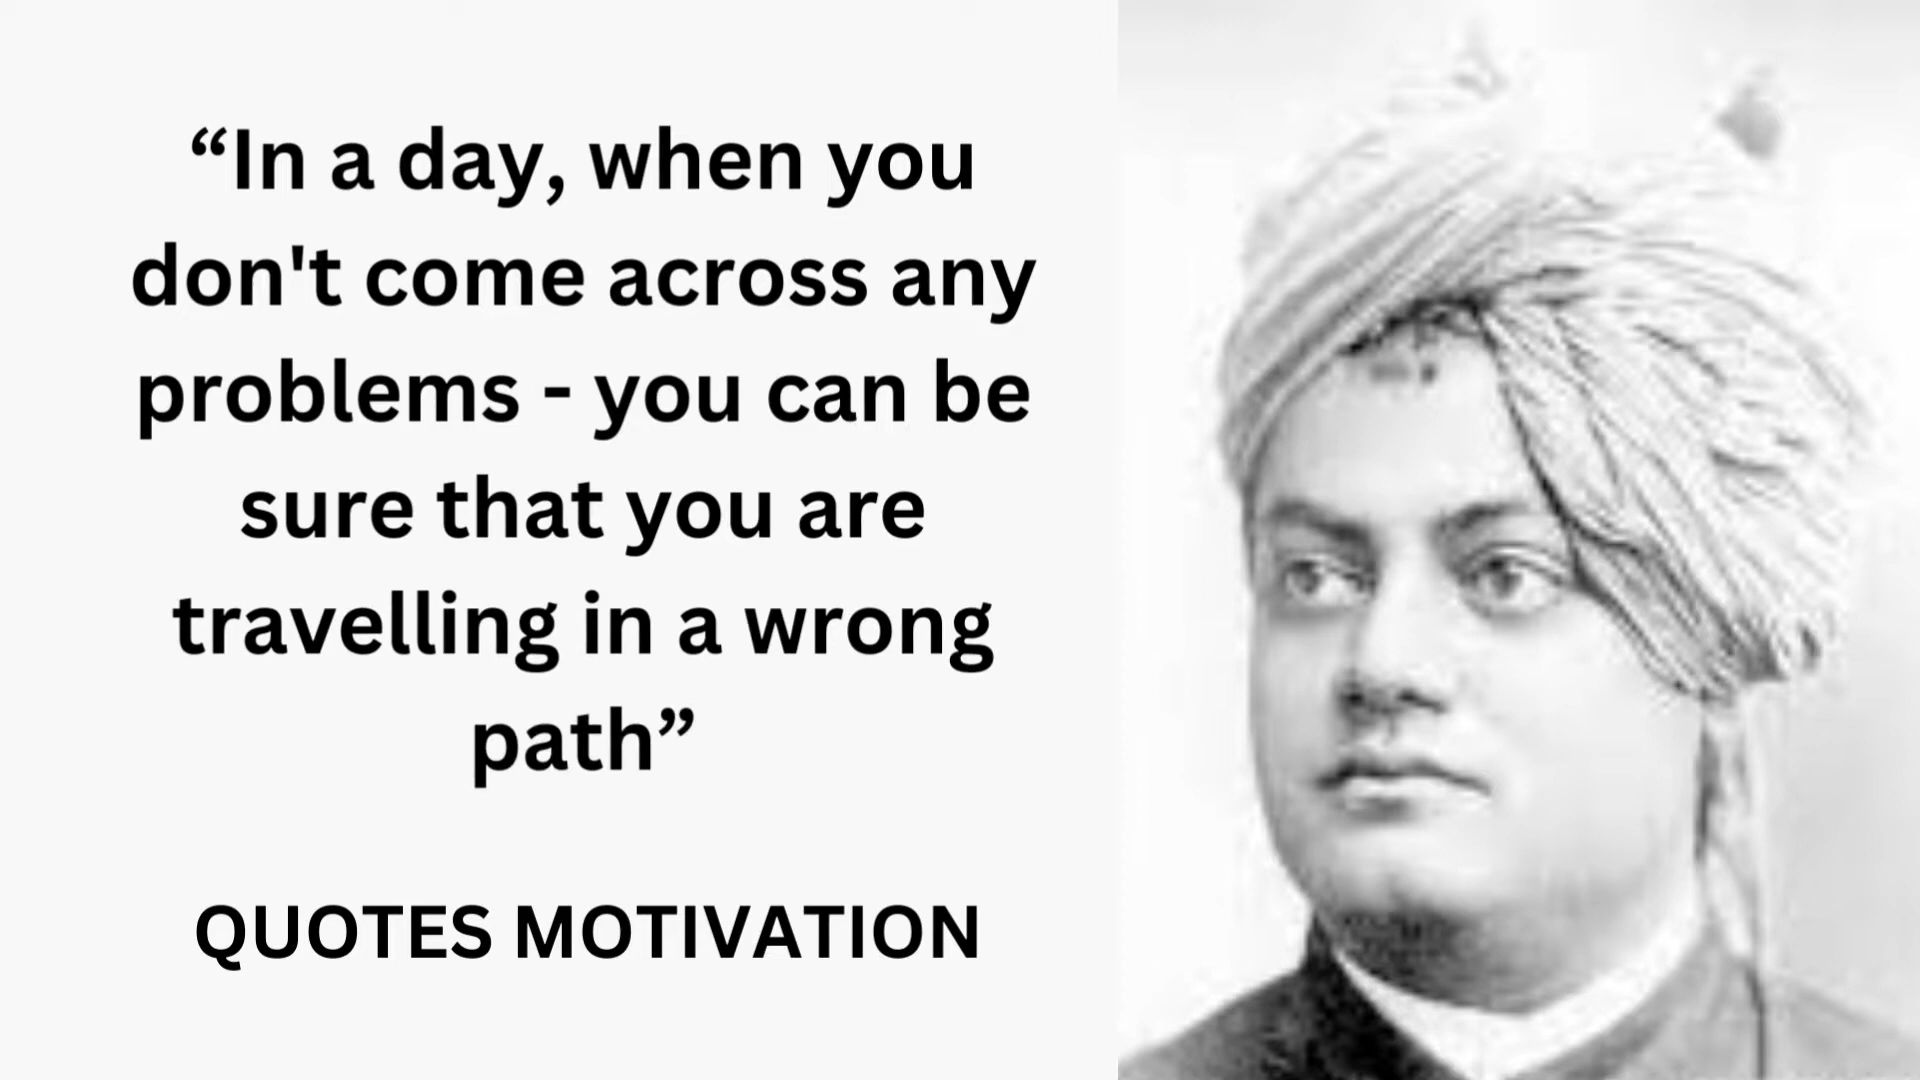 “In a day, when you
don't come across any
problems - you can be
sure that you are
travelling in a wrong
path”
QUOTES MOTIVATION